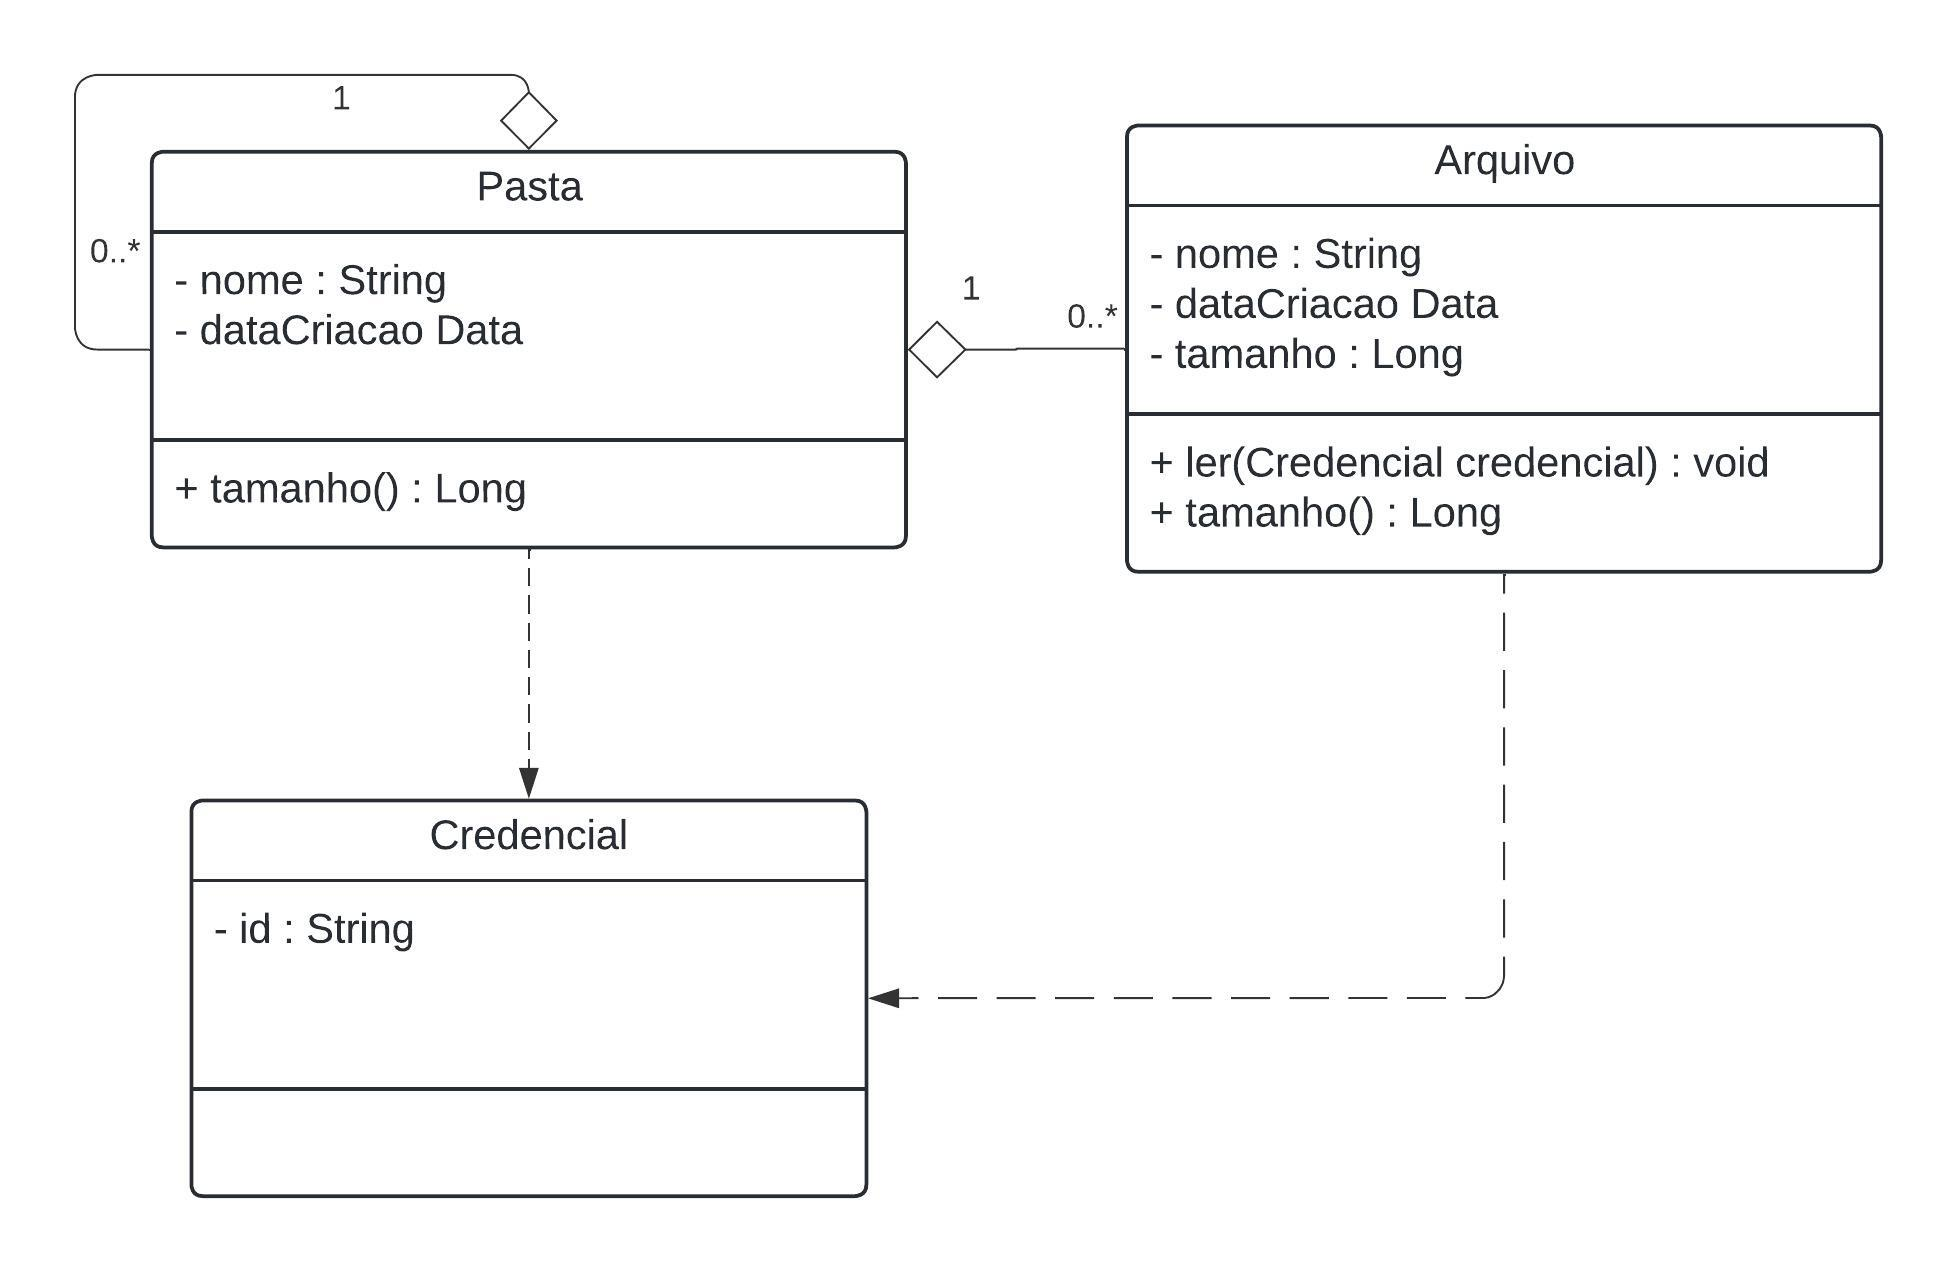 1
0..*
Pasta
- nome : String
- dataCriacao Data
+ tamanho() : Long
1
0..*
Arquivo
- nome : String
- dataCriacao Data
- tamanho : Long
+ ler(Credencial credencial) : void
+ tamanho() : Long
Credencial
- id : String